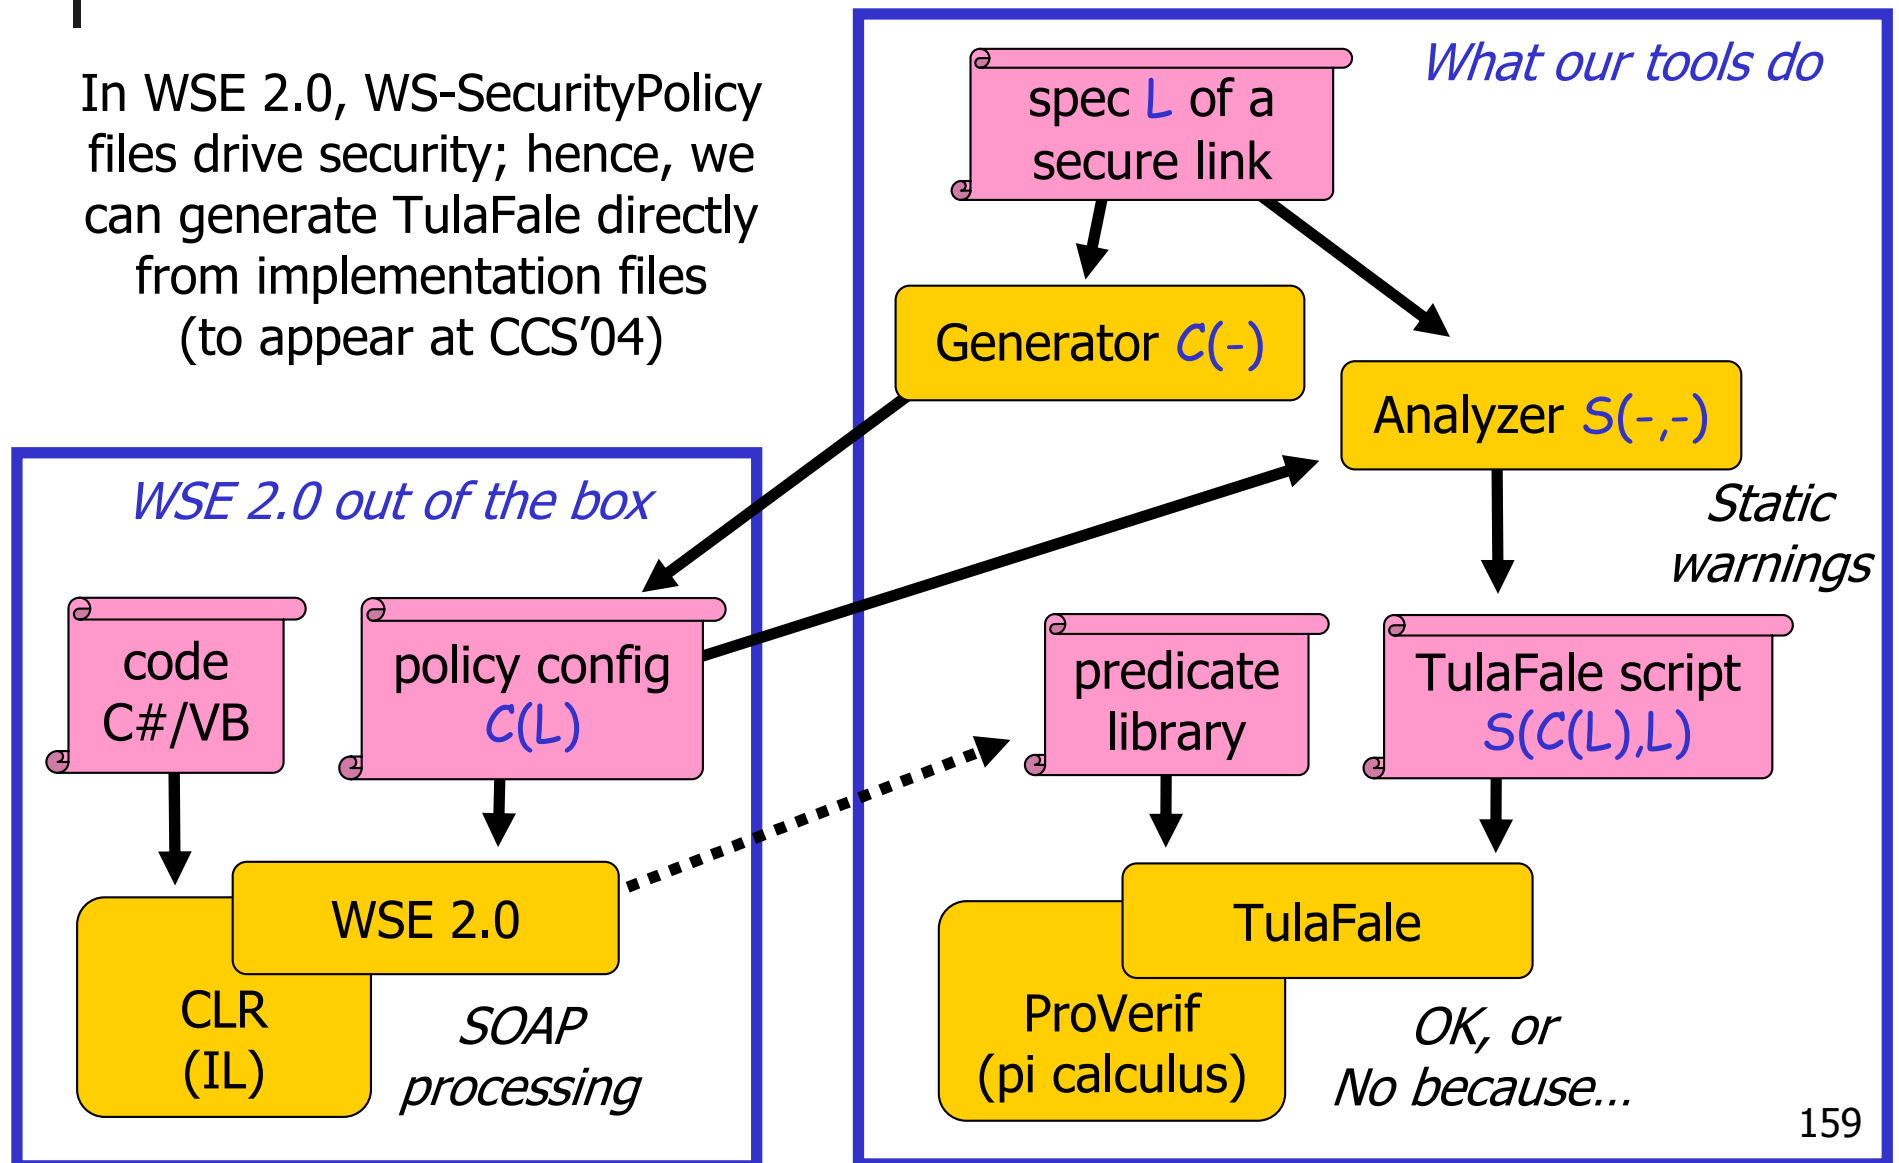 In WSE 2.0, WS-SecurityPolicy
files drive security; hence, we
can generate TulaFale directly
from implementation files
(to appear at CCS’04)
What our tools do
spec L of a
secure link
Generator C(-)
Analyzer S(-,-)
Static
warnings
WSE 2.0 out of the box
code
C#/VB
policy config
C(L)
predicate
library
TulaFale script
S(C(L),L)
WSE 2.0
CLR
(IL)
SOAP
processing
TulaFale
ProVerif
(pi calculus)
OK, or
No because…
159